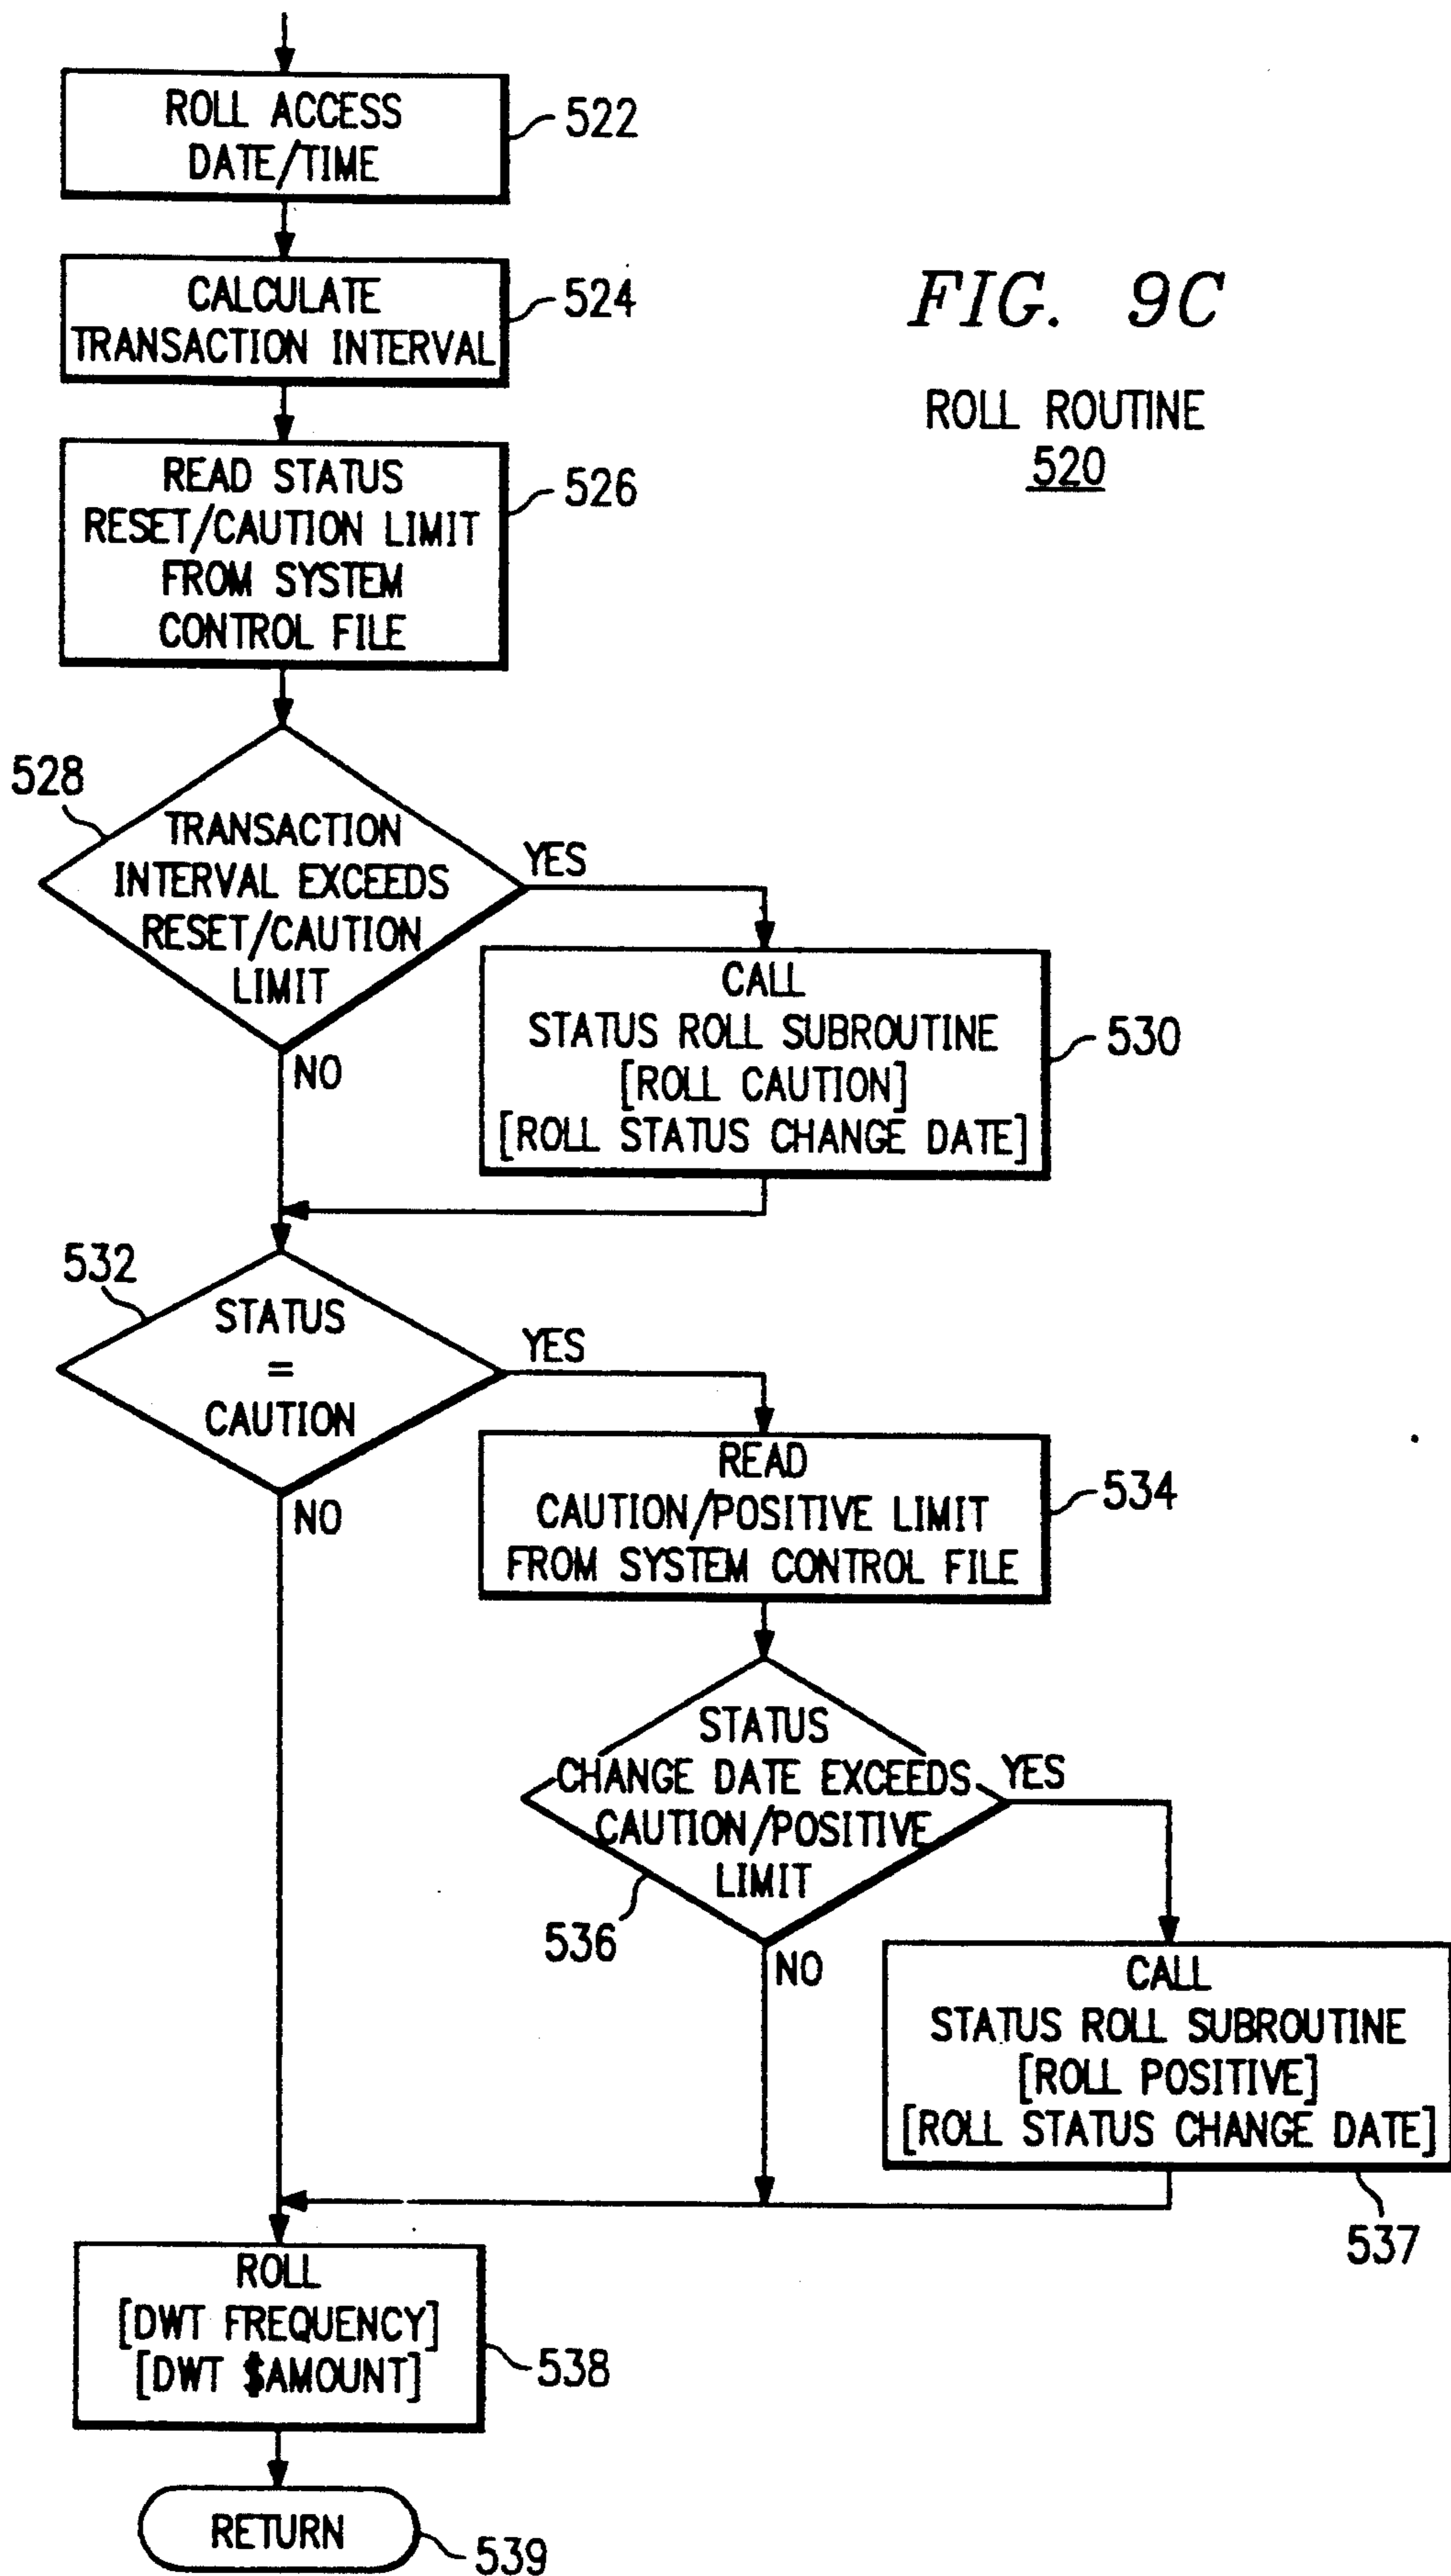 ROLL ACCESS
DATE/TIME
522
CALCULATE
TRANSACTION INTERVAL
524
FIG. 9C
ROLL ROUTINE
520
READ STATUS
RESET/CAUTION LIMIT
FROM SYSTEM
CONTROL FILE
526
528
TRANSACTION
INTERVAL EXCEEDS
RESET/CAUTION
LIMIT
YES
NO
CALL
STATUS ROLL SUBROUTINE
[ROLL CAUTION]
[ROLL STATUS CHANGE DATE]
530
532
STATUS
=
CAUTION
YES
NO
READ
CAUTION/POSITIVE LIMIT
FROM SYSTEM CONTROL FILE
534
STATUS
CHANGE DATE EXCEEDS
CAUTION/POSITIVE
LIMIT
YES
536
NO
CALL
STATUS ROLL SUBROUTINE
[ROLL POSITIVE]
[ROLL STATUS CHANGE DATE]
537
ROLL
[DWT FREQUENCY]
[DWT $AMOUNT]
538
RETURN
539